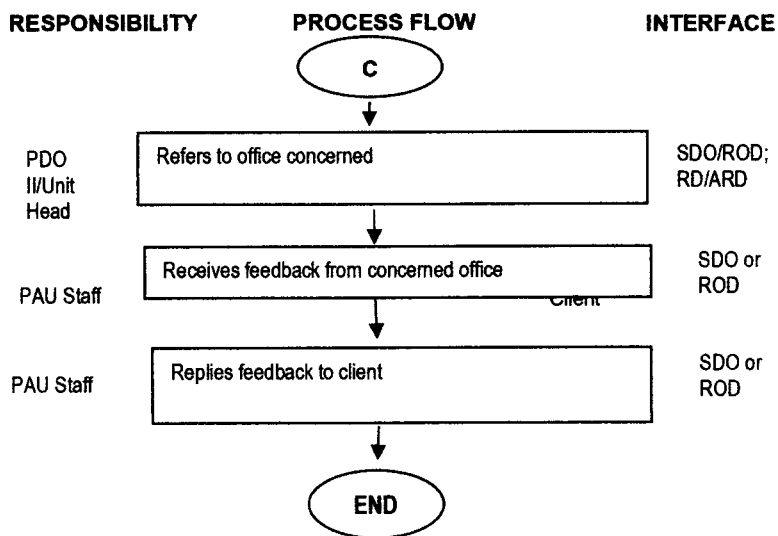 RESPONSIBILITY PROCESS FLOW INTERFACE
C
PDO
II/Unit
Head
Refers to office concerned
SDO/ROD;
RD/ARD
PAU Staff
Receives feedback from concerned office
Client
SDO or
ROD
PAU Staff
Replies feedback to client
SDO or
ROD
END